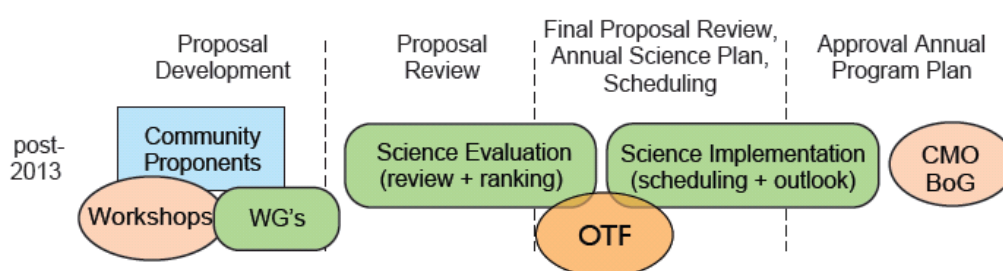 Proposal
Development
Proposal
Review
Final Proposal Review,
Annual Science Plan,
Scheduling
Approval Annual
Program Plan
post-
2013
Community
Proponents
Workshops
WG's
Science Evaluation
(review + ranking)
Science Implementation
(scheduling + outlook)
OTF
CMO
BoG